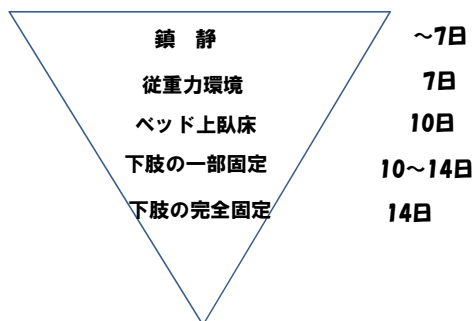 鎮 静 ~7日
従重力環境 7日
ベッド上臥床 10日
下肢の一部固定 10~14日
下肢の完全固定 14日